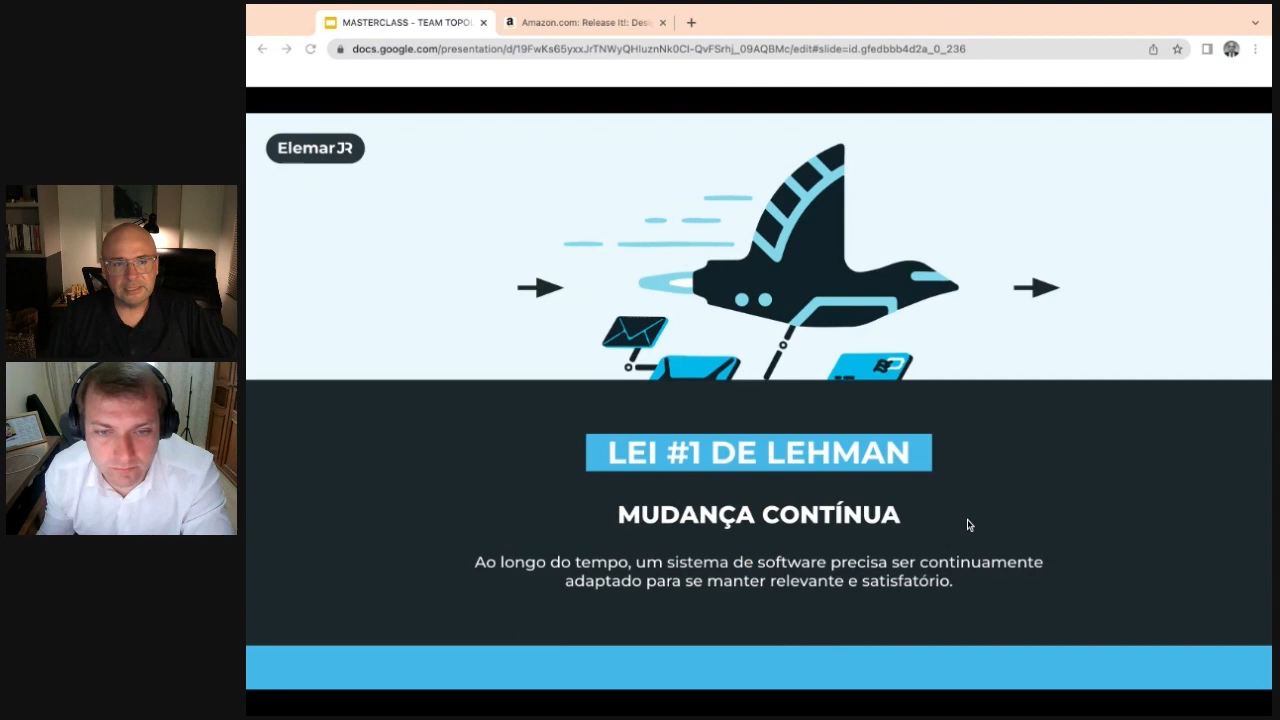 MASTERCLASS - TEAM TOPOL
Amazon.com: Release It!: Desi
docs.google.com/presentation/d/19FwKs65yxxJrTNWyQHIuznNk0CI-QvFSrhj_09AQBMc/edit#slide=id.gfedbbb4d2a_0_236
ElemarJR
LEI #1 DE LEHMAN
MUDANÇA CONTÍNUA
Ao longo do tempo, um sistema de software precisa ser continuamente
adaptado para se manter relevante e satisfatório.